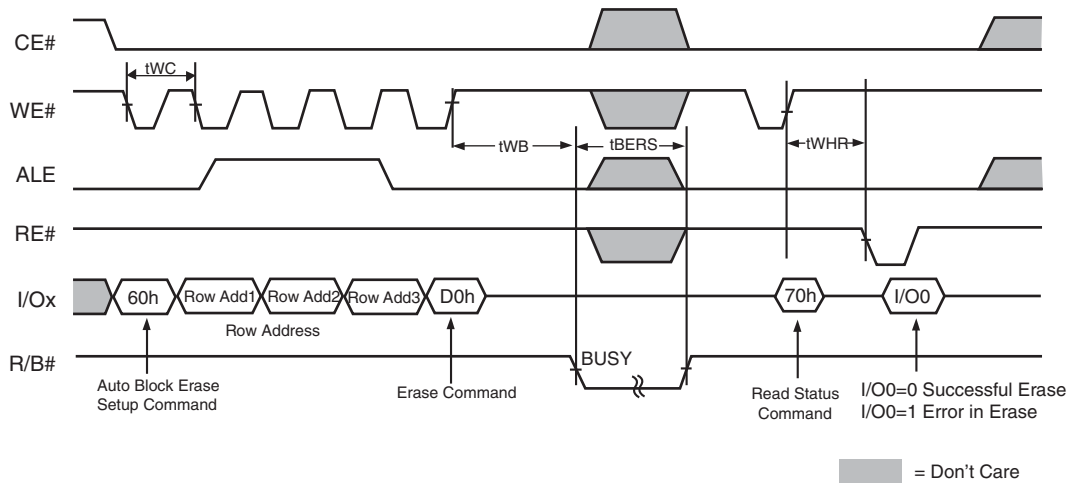 CE#
tWC
WE#
tWB
tBERS
tWHR
ALE
RE#
I/Ox
60h
Row Add1
Row Add2
Row Add3
D0h
70h
I/O0
Row Address
R/B#
BUSY
Auto Block Erase
Setup Command
Erase Command
Read Status
Command
I/O0=0 Successful Erase
I/O0=1 Error in Erase
= Don't Care